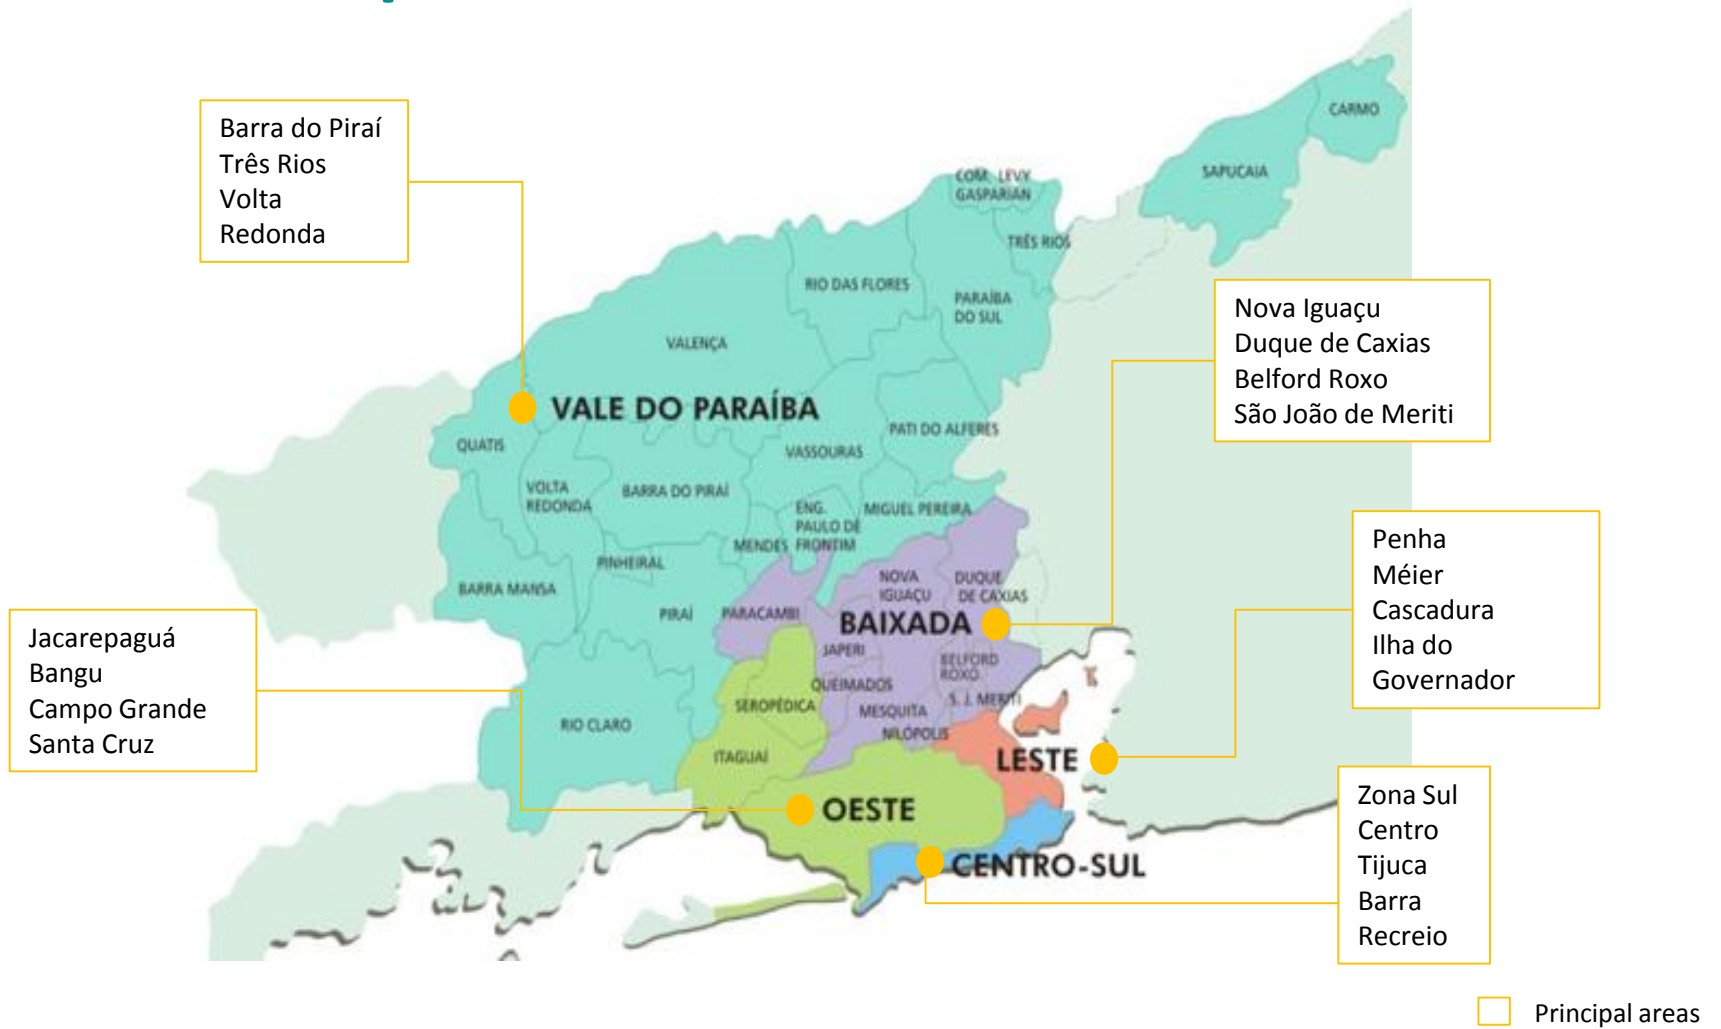 Barra do Piraí
Três Rios
Volta
Redonda
CARMO
SAPUCAIA
COM. LEVY
GASPARIAN
TRÊS RIOS
RIO DAS FLORES
PARAÍBA
DO SUL
VALENÇA
Nova Iguaçu
Duque de Caxias
Belford Roxo
São João de Meriti
VALE DO PARAÍBA
QUATIS
PATI DO ALFERES
VASSOURAS
VOLTA
REDONDA
BARRA DO PIRAÍ
ENG.
PAULO DE
FRONTIM
MIGUEL PEREIRA
MENDES
PINHEIRAL
BARRA MANSA
PIRAÍ
PARACAMBI
NOVA
IGUAÇU
DUQUE
DE CAXIAS
BAIXADA
JAPERI
BELFORD
ROXO
QUEIMADOS
S. J. MERITI
MESQUITA
NILÓPOLIS
SEROPÉDICA
RIO CLARO
ITAGUAÍ
Penha
Méier
Cascadura
Ilha do
Governador
Jacarepaguá
Bangu
Campo Grande
Santa Cruz
LESTE
OESTE
CENTRO-SUL
Zona Sul
Centro
Tijuca
Barra
Recreio
Principal areas